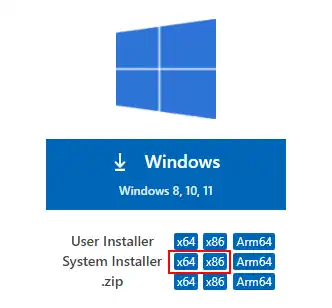 Windows
Windows 8, 10, 11
User Installer x64 x86 Arm64
System Installer x64 x86 Arm64
.zip x64 x86 Arm64